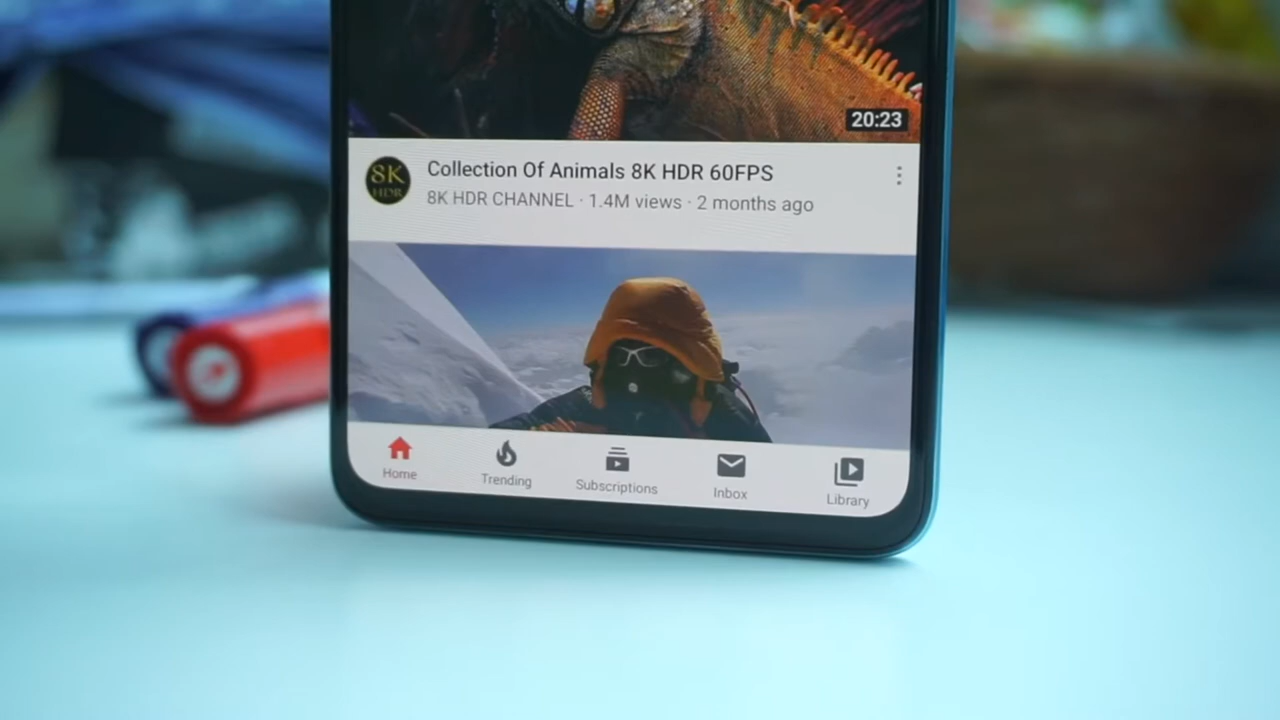 20:23
8K
HDR
Collection Of Animals 8K HDR 60FPS
8K HDR CHANNEL · 1.4M views · 2 months ago
Home
Trending
Subscriptions
Inbox
Library